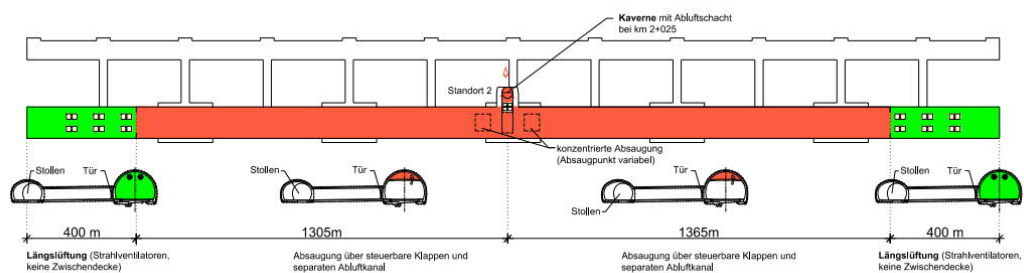 Kaverne mit Abluftschacht
bei km 2+025
Standort 2
konzentrierte Absaugung
(Absaugpunkt variabel)
Stollen
Tür
Stollen
Tür
Stollen
Tür
Stollen
Tür
400 m
1305m
1365m
400 m
Längslüftung (Strahlventilatoren,
keine Zwischendecke)
Absaugung über steuerbare Klappen und
separaten Abluftkanal
Absaugung über steuerbare Klappen und
separaten Abluftkanal
Längslüftung (Strahlventilatoren,
keine Zwischendecke)